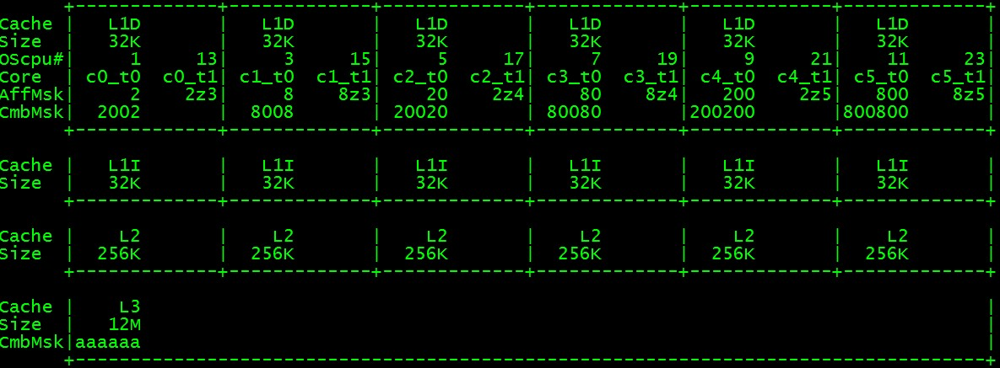 +-------------+-------------+-------------+-------------+-------------+-------------+
Cache |   L1D       |   L1D       |   L1D       |   L1D       |   L1D       |   L1D       |
Size  |   32K       |   32K       |   32K       |   32K       |   32K       |   32K       |
OScpu#|     1     13|     3     15|     5     17|     7     19|     9     21|    11     23|
Core  | c0_t0  c0_t1| c1_t0  c1_t1| c2_t0  c2_t1| c3_t0  c3_t1| c4_t0  c4_t1| c5_t0  c5_t1|
AffMsk|     2    2z3|     8    8z3|    20    2z4|    80    8z4|   200    2z5|   800    8z5|
CmbMsk|  2002       |  8008       | 20020       | 80080       |200200       |800800       |
      +-------------+-------------+-------------+-------------+-------------+-------------+
Cache |   L1I       |   L1I       |   L1I       |   L1I       |   L1I       |   L1I       |
Size  |   32K       |   32K       |   32K       |   32K       |   32K       |   32K       |
      +-------------+-------------+-------------+-------------+-------------+-------------+
Cache |    L2       |    L2       |    L2       |    L2       |    L2       |    L2       |
Size  |  256K       |  256K       |  256K       |  256K       |  256K       |  256K       |
      +-------------+-------------+-------------+-------------+-------------+-------------+
Cache |    L3                                                                             |
Size  |   12M                                                                             |
CmbMsk|aaaaaa                                                                             |
      +-----------------------------------------------------------------------------------+